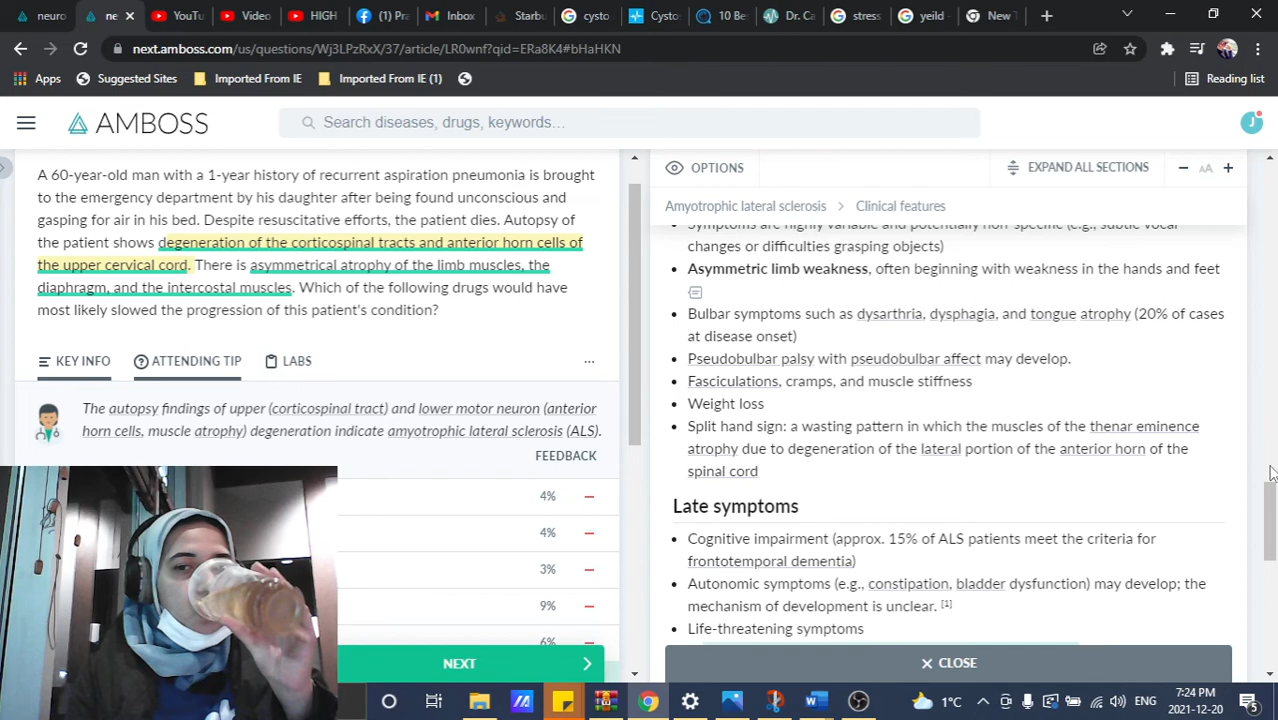 neuro
ne
YouTu
Video
HIGH
(1) Pra
Inbox
Starbu
cysto
Cysto
10 Be
Dr. Ca
stress
yeild -
New T
next.amboss.com/us/questions/Wj3LPzRxX/37/article/LR0wnf?qid=ERa8K4#bHaHKN
Apps
Suggested Sites
Imported From IE
Imported From IE (1)
Reading list
AMBOSS
Search diseases, drugs, keywords…
J
A 60-year-old man with a 1-year history of recurrent aspiration pneumonia is brought
to the emergency department by his daughter after being found unconscious and
gasping for air in his bed. Despite resuscitative efforts, the patient dies. Autopsy of
the patient shows degeneration of the corticospinal tracts and anterior horn cells of
the upper cervical cord. There is asymmetrical atrophy of the limb muscles, the
diaphragm, and the intercostal muscles. Which of the following drugs would have
most likely slowed the progression of this patient's condition?
KEY INFO
ATTENDING TIP
LABS
The autopsy findings of upper (corticospinal tract) and lower motor neuron (anterior
horn cells, muscle atrophy) degeneration indicate amyotrophic lateral sclerosis (ALS).
FEEDBACK
4%
4%
3%
9%
6%
NEXT
OPTIONS
EXPAND ALL SECTIONS
AA
Amyotrophic lateral sclerosis > Clinical features
Symptoms are highly variable and potentially non-specific (e.g., subtle vocal
changes or difficulties grasping objects)
Asymmetric limb weakness, often beginning with weakness in the hands and feet
Bulbar symptoms such as dysarthria, dysphagia, and tongue atrophy (20% of cases
at disease onset)
Pseudobulbar palsy with pseudobulbar affect may develop.
Fasciculations, cramps, and muscle stiffness
Weight loss
Split hand sign: a wasting pattern in which the muscles of the thenar eminence
atrophy due to degeneration of the lateral portion of the anterior horn of the
spinal cord
Late symptoms
Cognitive impairment (approx. 15% of ALS patients meet the criteria for
frontotemporal dementia)
Autonomic symptoms (e.g., constipation, bladder dysfunction) may develop; the
mechanism of development is unclear. [1]
Life-threatening symptoms
CLOSE
1°C
ENG
7:24 PM
2021-12-20
5